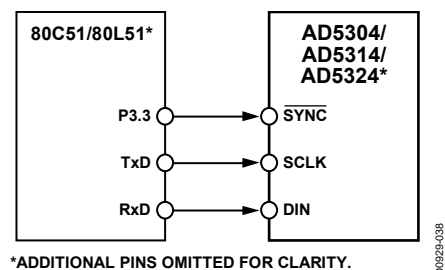 80C51/80L51*
AD5304/
AD5314/
AD5324*
P3.3
SYNC
TxD
SCLK
RxD
DIN
*ADDITIONAL PINS OMITTED FOR CLARITY.
00929-038